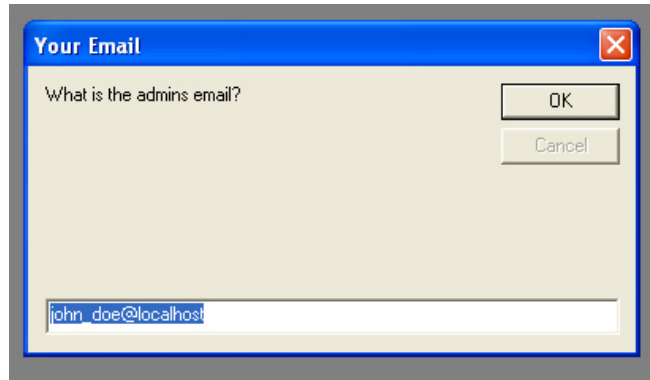 Your Email
What is the admins email?
OK
Cancel
john_doe@localhost